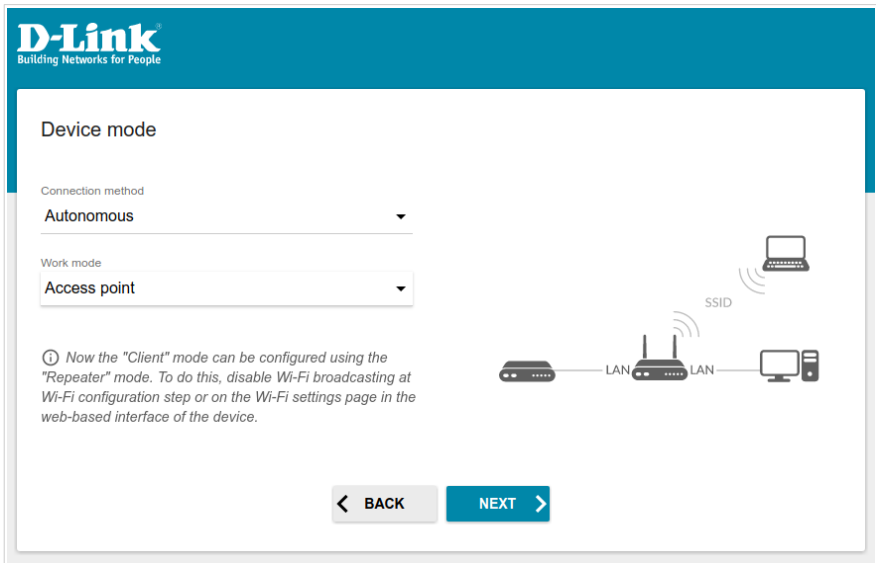 D-Link
Building Networks for People
Device mode
Connection method
Autonomous
Work mode
Access point
Now the "Client" mode can be configured using the
"Repeater" mode. To do this, disable Wi-Fi broadcasting at
Wi-Fi configuration step or on the Wi-Fi settings page in the
web-based interface of the device.
SSID
LAN LAN
BACK NEXT